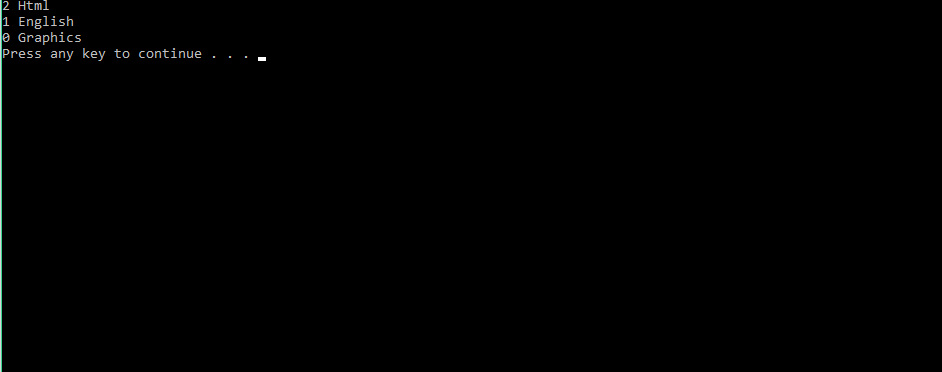 2 Html
1 English
0 Graphics
Press any key to continue . . .